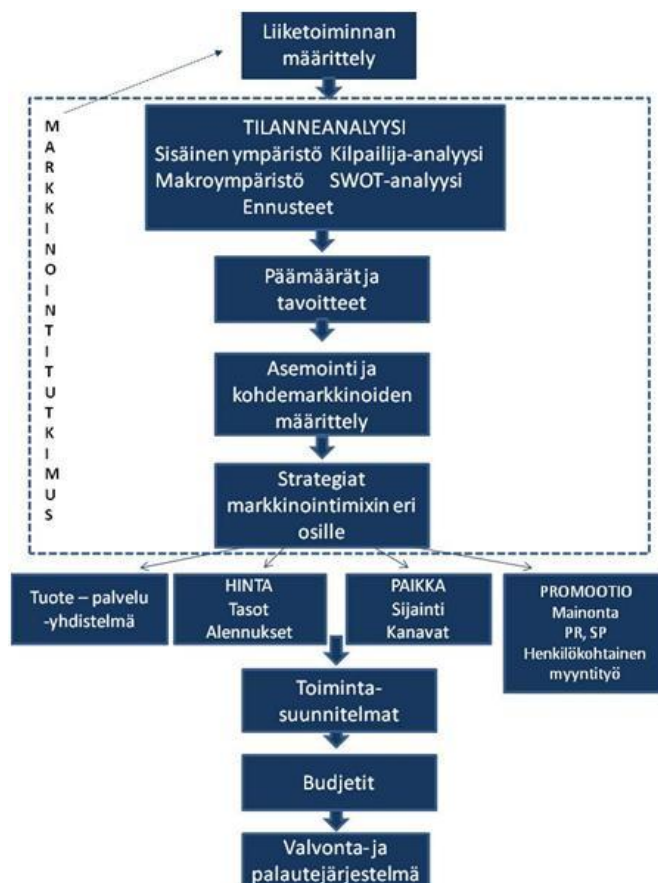 Liiketoiminnan
määrittely
MARKKINOINTITUTKIMUS
TILANNEANALYYSI
Sisäinen ympäristö Kilpailija-analyysi
Makroympäristö SWOT-analyysi
Ennusteet
Päämäärät ja
tavoitteet
Asemointi ja
kohdemarkkinoiden
määrittely
Strategiat
markkinointimixin eri
osille
Tuote – palvelu
-yhdistelmä
HINTA
Tasot
Alennukset
PAIKKA
Sijainti
Kanavat
PROMOOTIO
Mainonta
PR, SP
Henkilökohtainen
myyntityö
Toiminta-
suunnitelmat
Budjetit
Valvonta- ja
palautejärjestelmä